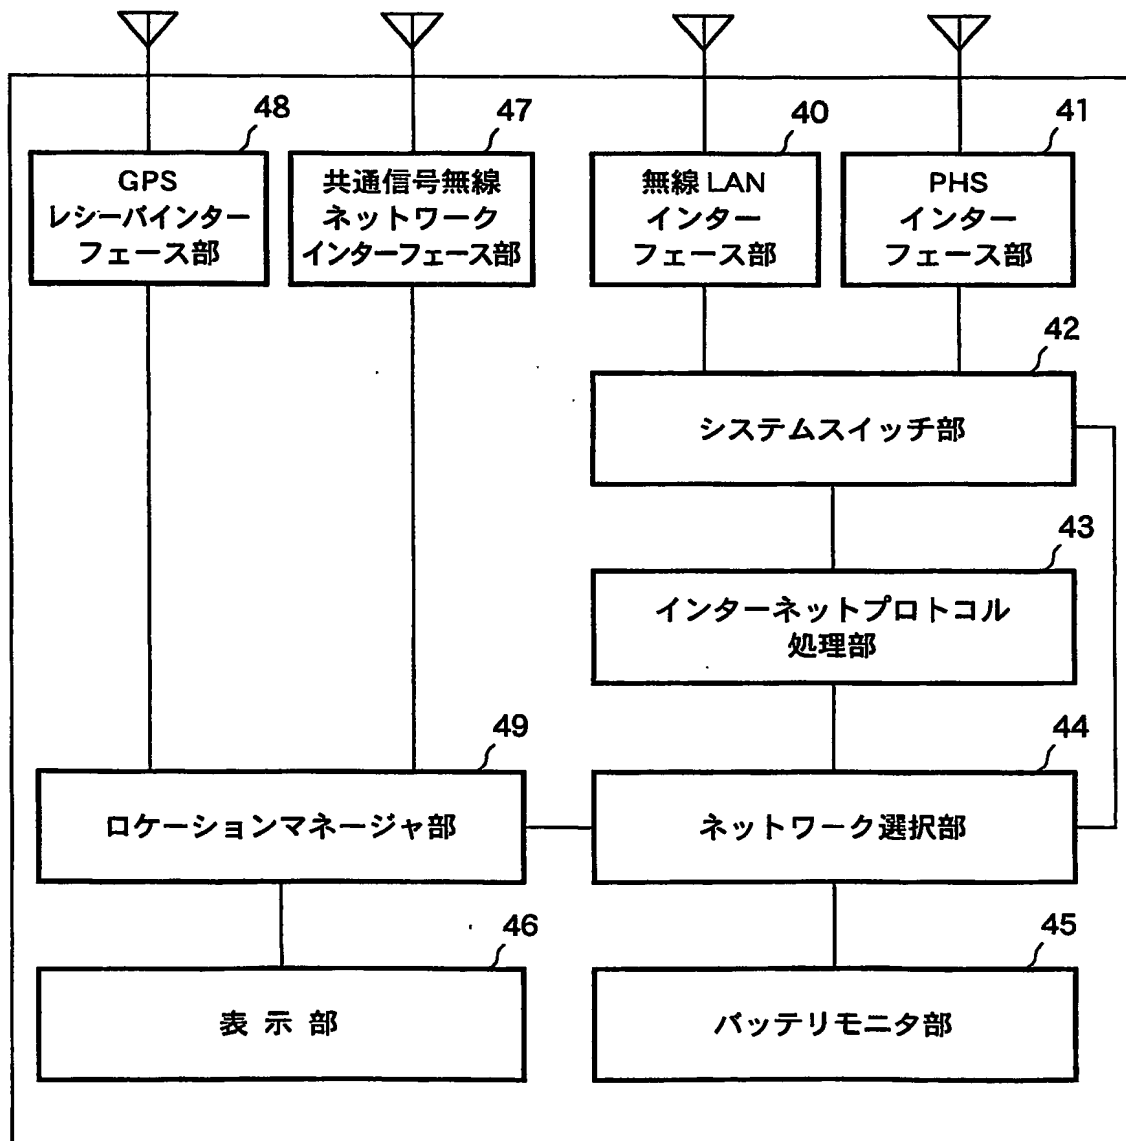 48
GPS
レシーバインター
フェース部
47
共通信号無線
ネットワーク
インターフェース部
40
無線 LAN
インター
フェース部
41
PHS
インター
フェース部
42
システムスイッチ部
43
インターネットプロトコル
処理部
49
ロケーションマネージャ部
44
ネットワーク選択部
46
表 示 部
45
バッテリモニタ部